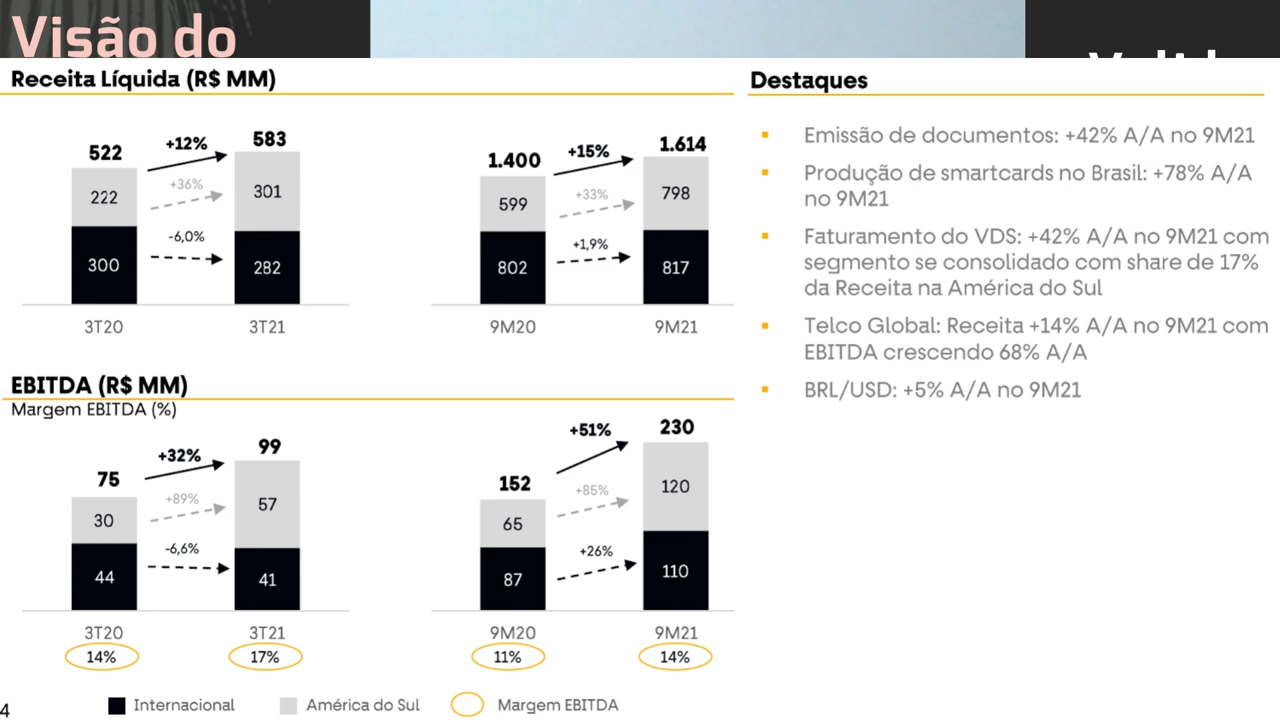 Visão do
Receita Líquida (R$ MM)
522
+12%
583
222
+36%
301
300
-6,0%
282
3T20
3T21
1.400
+15%
1.614
599
+33%
798
802
+1,9%
817
9M20
9M21
EBITDA (R$ MM)
Margem EBITDA (%)
75
+32%
99
30
+89%
57
44
-6,6%
41
3T20
3T21
14%
17%
152
+51%
230
65
+85%
120
87
+26%
110
9M20
9M21
11%
14%
Internacional
América do Sul
Margem EBITDA
4
Destaques
Emissão de documentos: +42% A/A no 9M21
Produção de smartcards no Brasil: +78% A/A
no 9M21
Faturamento do VDS: +42% A/A no 9M21 com
segmento se consolidado com share de 17%
da Receita na América do Sul
Telco Global: Receita +14% A/A no 9M21 com
EBITDA crescendo 68% A/A
BRL/USD: +5% A/A no 9M21